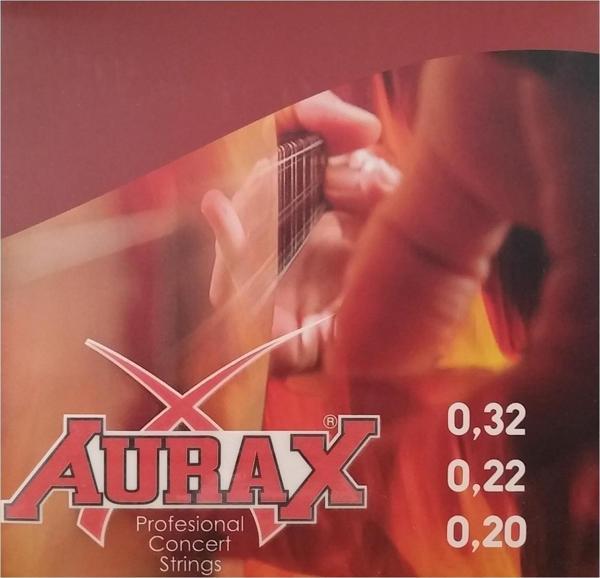 AURAX®
Profesional
Concert
Strings
0,32
0,22
0,20